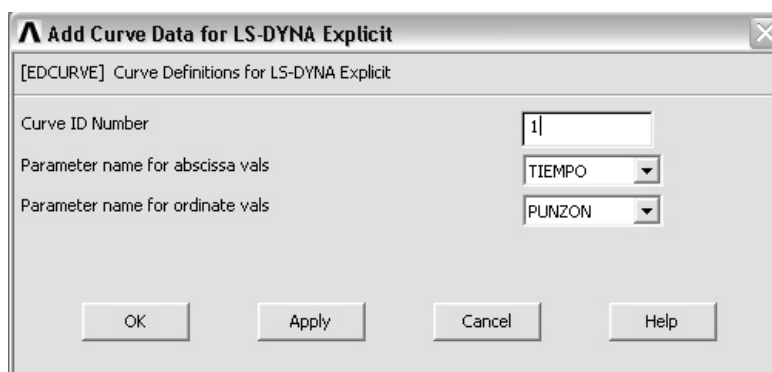 Add Curve Data for LS-DYNA Explicit
[EDCURVE] Curve Definitions for LS-DYNA Explicit
Curve ID Number 1
Parameter name for abscissa vals TIEMPO
Parameter name for ordinate vals PUNZON
OK Apply Cancel Help